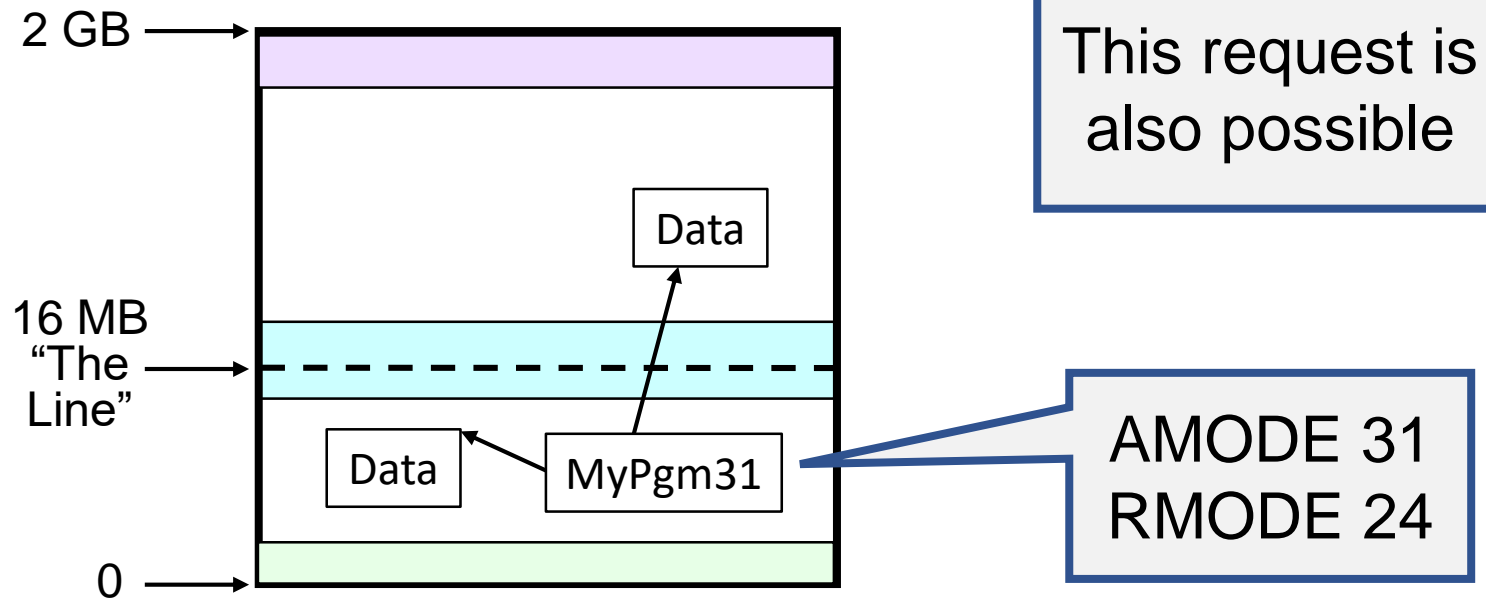 2 GB
This request is
also possible
Data
16 MB
“The
Line”
Data
MyPgm31
AMODE 31
RMODE 24
0